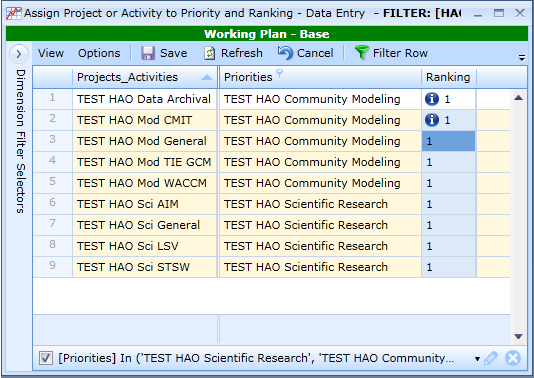 Assign Project or Activity to Priority and Ranking - Data Entry - FILTER: [HAO
Working Plan - Base
View Options Save Refresh Cancel Filter Row
Dimension Filter Selectors
Projects_Activities Priorities Ranking
1 TEST HAO Data Archival TEST HAO Community Modeling 1
2 TEST HAO Mod CMIT TEST HAO Community Modeling 1
3 TEST HAO Mod General TEST HAO Community Modeling 1
4 TEST HAO Mod TIE GCM TEST HAO Community Modeling 1
5 TEST HAO Mod WACCM TEST HAO Community Modeling 1
6 TEST HAO Sci AIM TEST HAO Scientific Research 1
7 TEST HAO Sci General TEST HAO Scientific Research 1
8 TEST HAO Sci LSV TEST HAO Scientific Research 1
9 TEST HAO Sci STSW TEST HAO Scientific Research 1
[Priorities] In ('TEST HAO Scientific Research', 'TEST HAO Community...